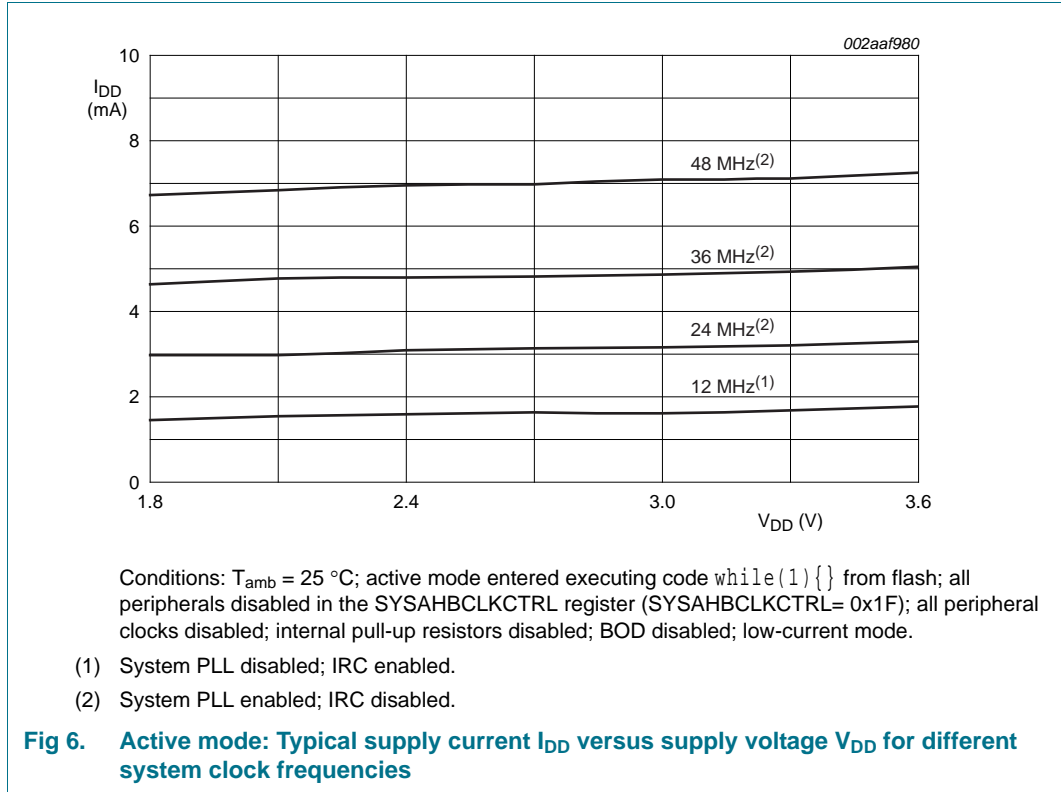 002aaf980
10
I_DD
(mA)
8
48 MHz(2)
6
36 MHz(2)
4
24 MHz(2)
2
12 MHz(1)
0
1.8 2.4 3.0 3.6
V_DD (V)
Conditions: T_amb = 25 °C; active mode entered executing code while(1){} from flash; all
peripherals disabled in the SYSAHBCLKCTRL register (SYSAHBCLKCTRL= 0x1F); all peripheral
clocks disabled; internal pull-up resistors disabled; BOD disabled; low-current mode.
(1) System PLL disabled; IRC enabled.
(2) System PLL enabled; IRC disabled.
Fig 6. Active mode: Typical supply current I_DD versus supply voltage V_DD for different
system clock frequencies